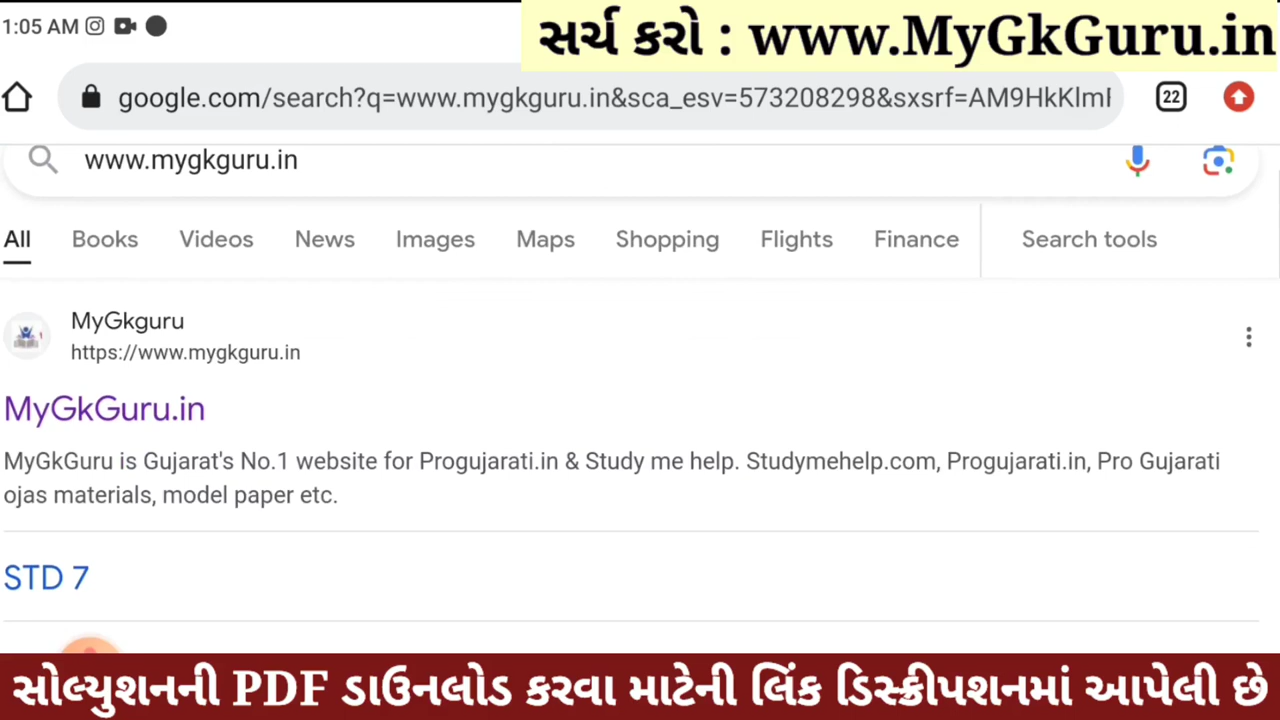 1:05 AM
સર્ચ કરો : www.MyGkGuru.in
google.com/search?q=www.mygkguru.in&sca_esv=573208298&sxsrf=AM9HkKlm
22
www.mygkguru.in
All Books Videos News Images Maps Shopping Flights Finance Search tools
MyGkguru
https://www.mygkguru.in
MyGkGuru.in
MyGkGuru is Gujarat's No.1 website for Progujarati.in & Study me help. Studymehelp.com, Progujarati.in, Pro Gujarati
ojas materials, model paper etc.
STD 7
સોલ્યુશનની PDF ડાઉનલોડ કરવા માટેની લિંક ડિસ્ક્રીપશનમાં આપેલી છે